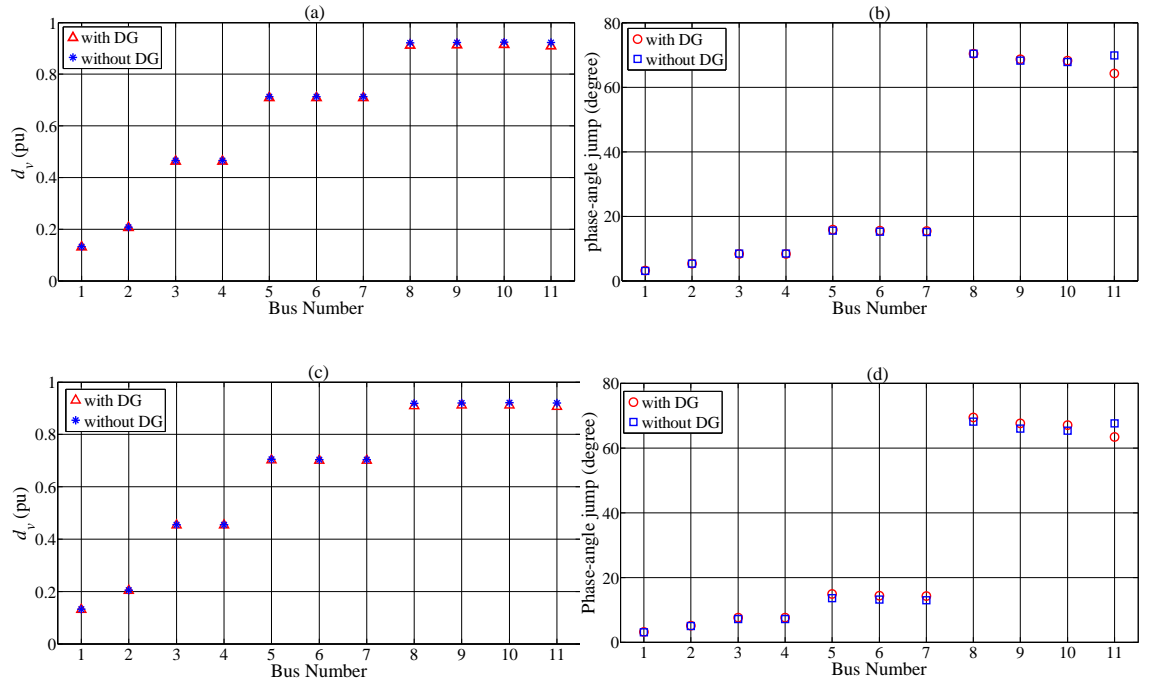 (a)
1
0.8
0.6
0.4
0.2
0
d_v (pu)
with DG
without DG
1 2 3 4 5 6 7 8 9 10 11
Bus Number
(b)
80
60
40
20
0
phase-angle jump (degree)
with DG
without DG
1 2 3 4 5 6 7 8 9 10 11
Bus Number
(c)
1
0.8
0.6
0.4
0.2
0
d_v (pu)
with DG
without DG
1 2 3 4 5 6 7 8 9 10 11
Bus Number
(d)
80
60
40
20
0
Phase-angle jump (degree)
with DG
without DG
1 2 3 4 5 6 7 8 9 10 11
Bus Number